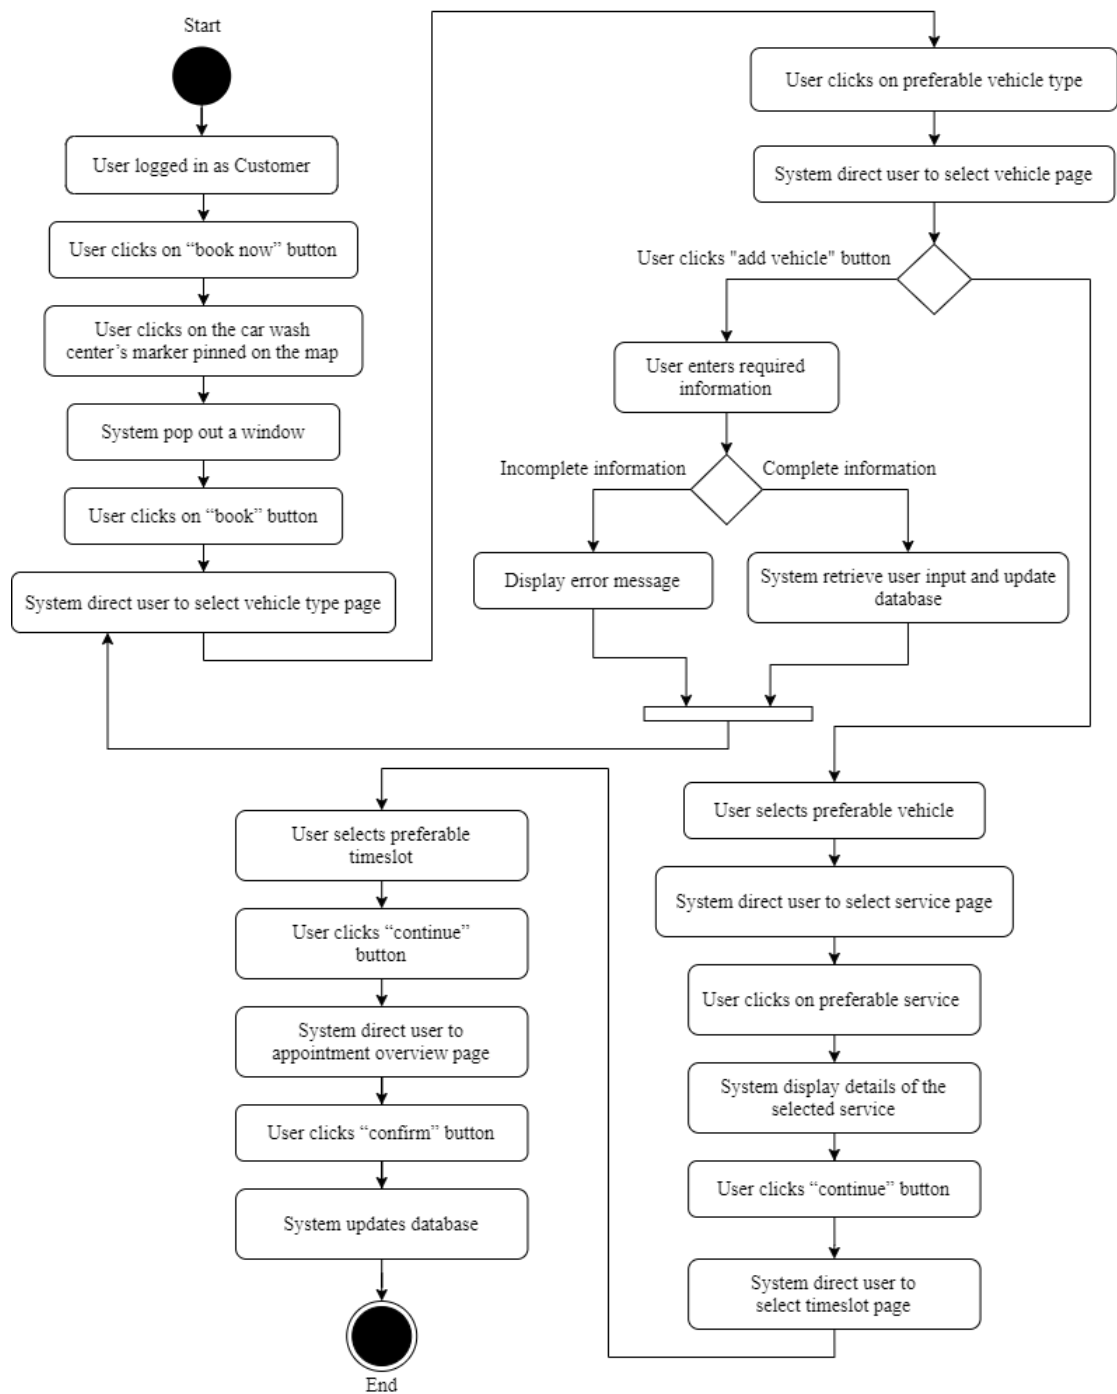 Start
User logged in as Customer
User clicks on “book now” button
User clicks on the car wash
center’s marker pinned on the map
System pop out a window
User clicks on “book” button
System direct user to select vehicle type page
User clicks on preferable vehicle type
System direct user to select vehicle page
User clicks "add vehicle" button
User enters required
information
Incomplete information
Complete information
Display error message
System retrieve user input and update
database
User selects preferable vehicle
System direct user to select service page
User clicks on preferable service
System display details of the
selected service
User clicks “continue” button
System direct user to
select timeslot page
User selects preferable
timeslot
User clicks “continue”
button
System direct user to
appointment overview page
User clicks “confirm” button
System updates database
End